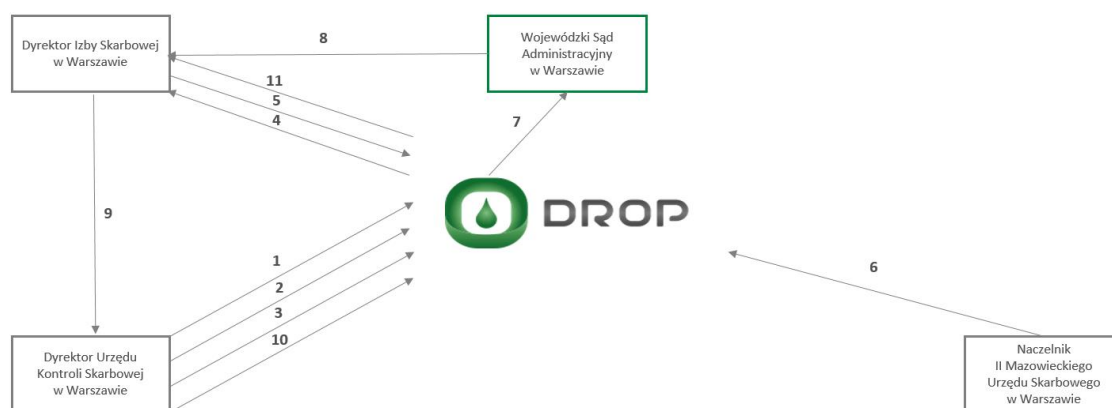 Dyrektor Izby Skarbowej
w Warszawie
8
Wojewódzki Sąd
Administracyjny
w Warszawie
11
5
4
7
9
DROP
1
2
3
10
6
Dyrektor Urzędu
Kontroli Skarbowej
w Warszawie
Naczelnik
II Mazowieckiego
Urzędu Skarbowego
w Warszawie